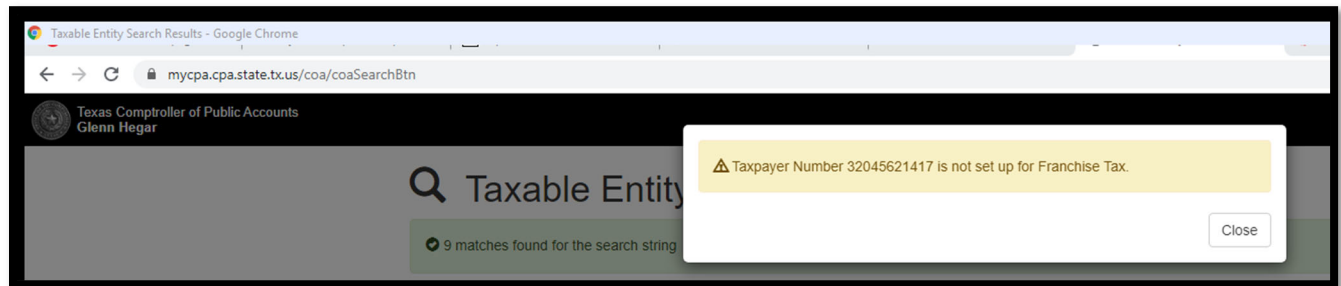 Taxable Entity Search Results - Google Chrome
mycpa.cpa.state.tx.us/coa/coaSearchBtn
Texas Comptroller of Public Accounts
Glenn Hegar
Taxpayer Number 32045621417 is not set up for Franchise Tax.
Taxable Entity
Close
9 matches found for the search string